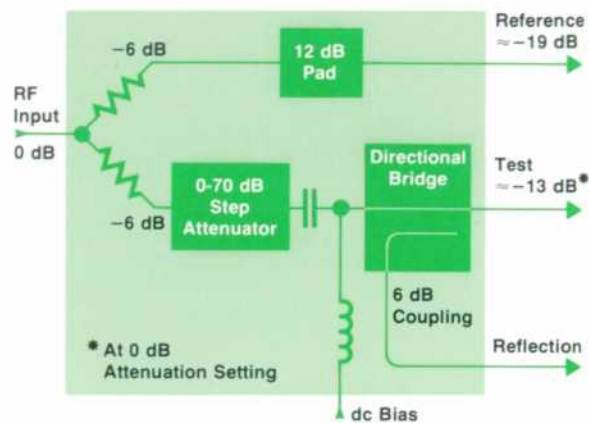 Reference
≈−19 dB
−6 dB
12 dB
Pad
RF
Input
0 dB
Directional
Bridge
Test
≈−13 dB*
0-70 dB
Step
Attenuator
−6 dB
6 dB
Coupling
* At 0 dB
Attenuation Setting
Reflection
dc Bias